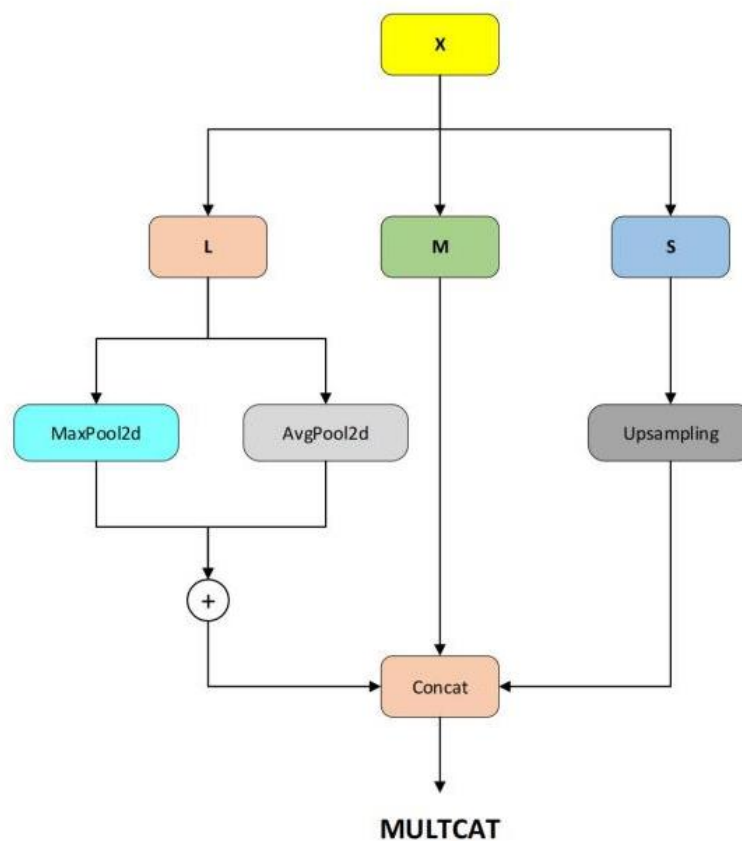 X
L
M
S
MaxPool2d
AvgPool2d
Upsampling
+
Concat
MULTCAT